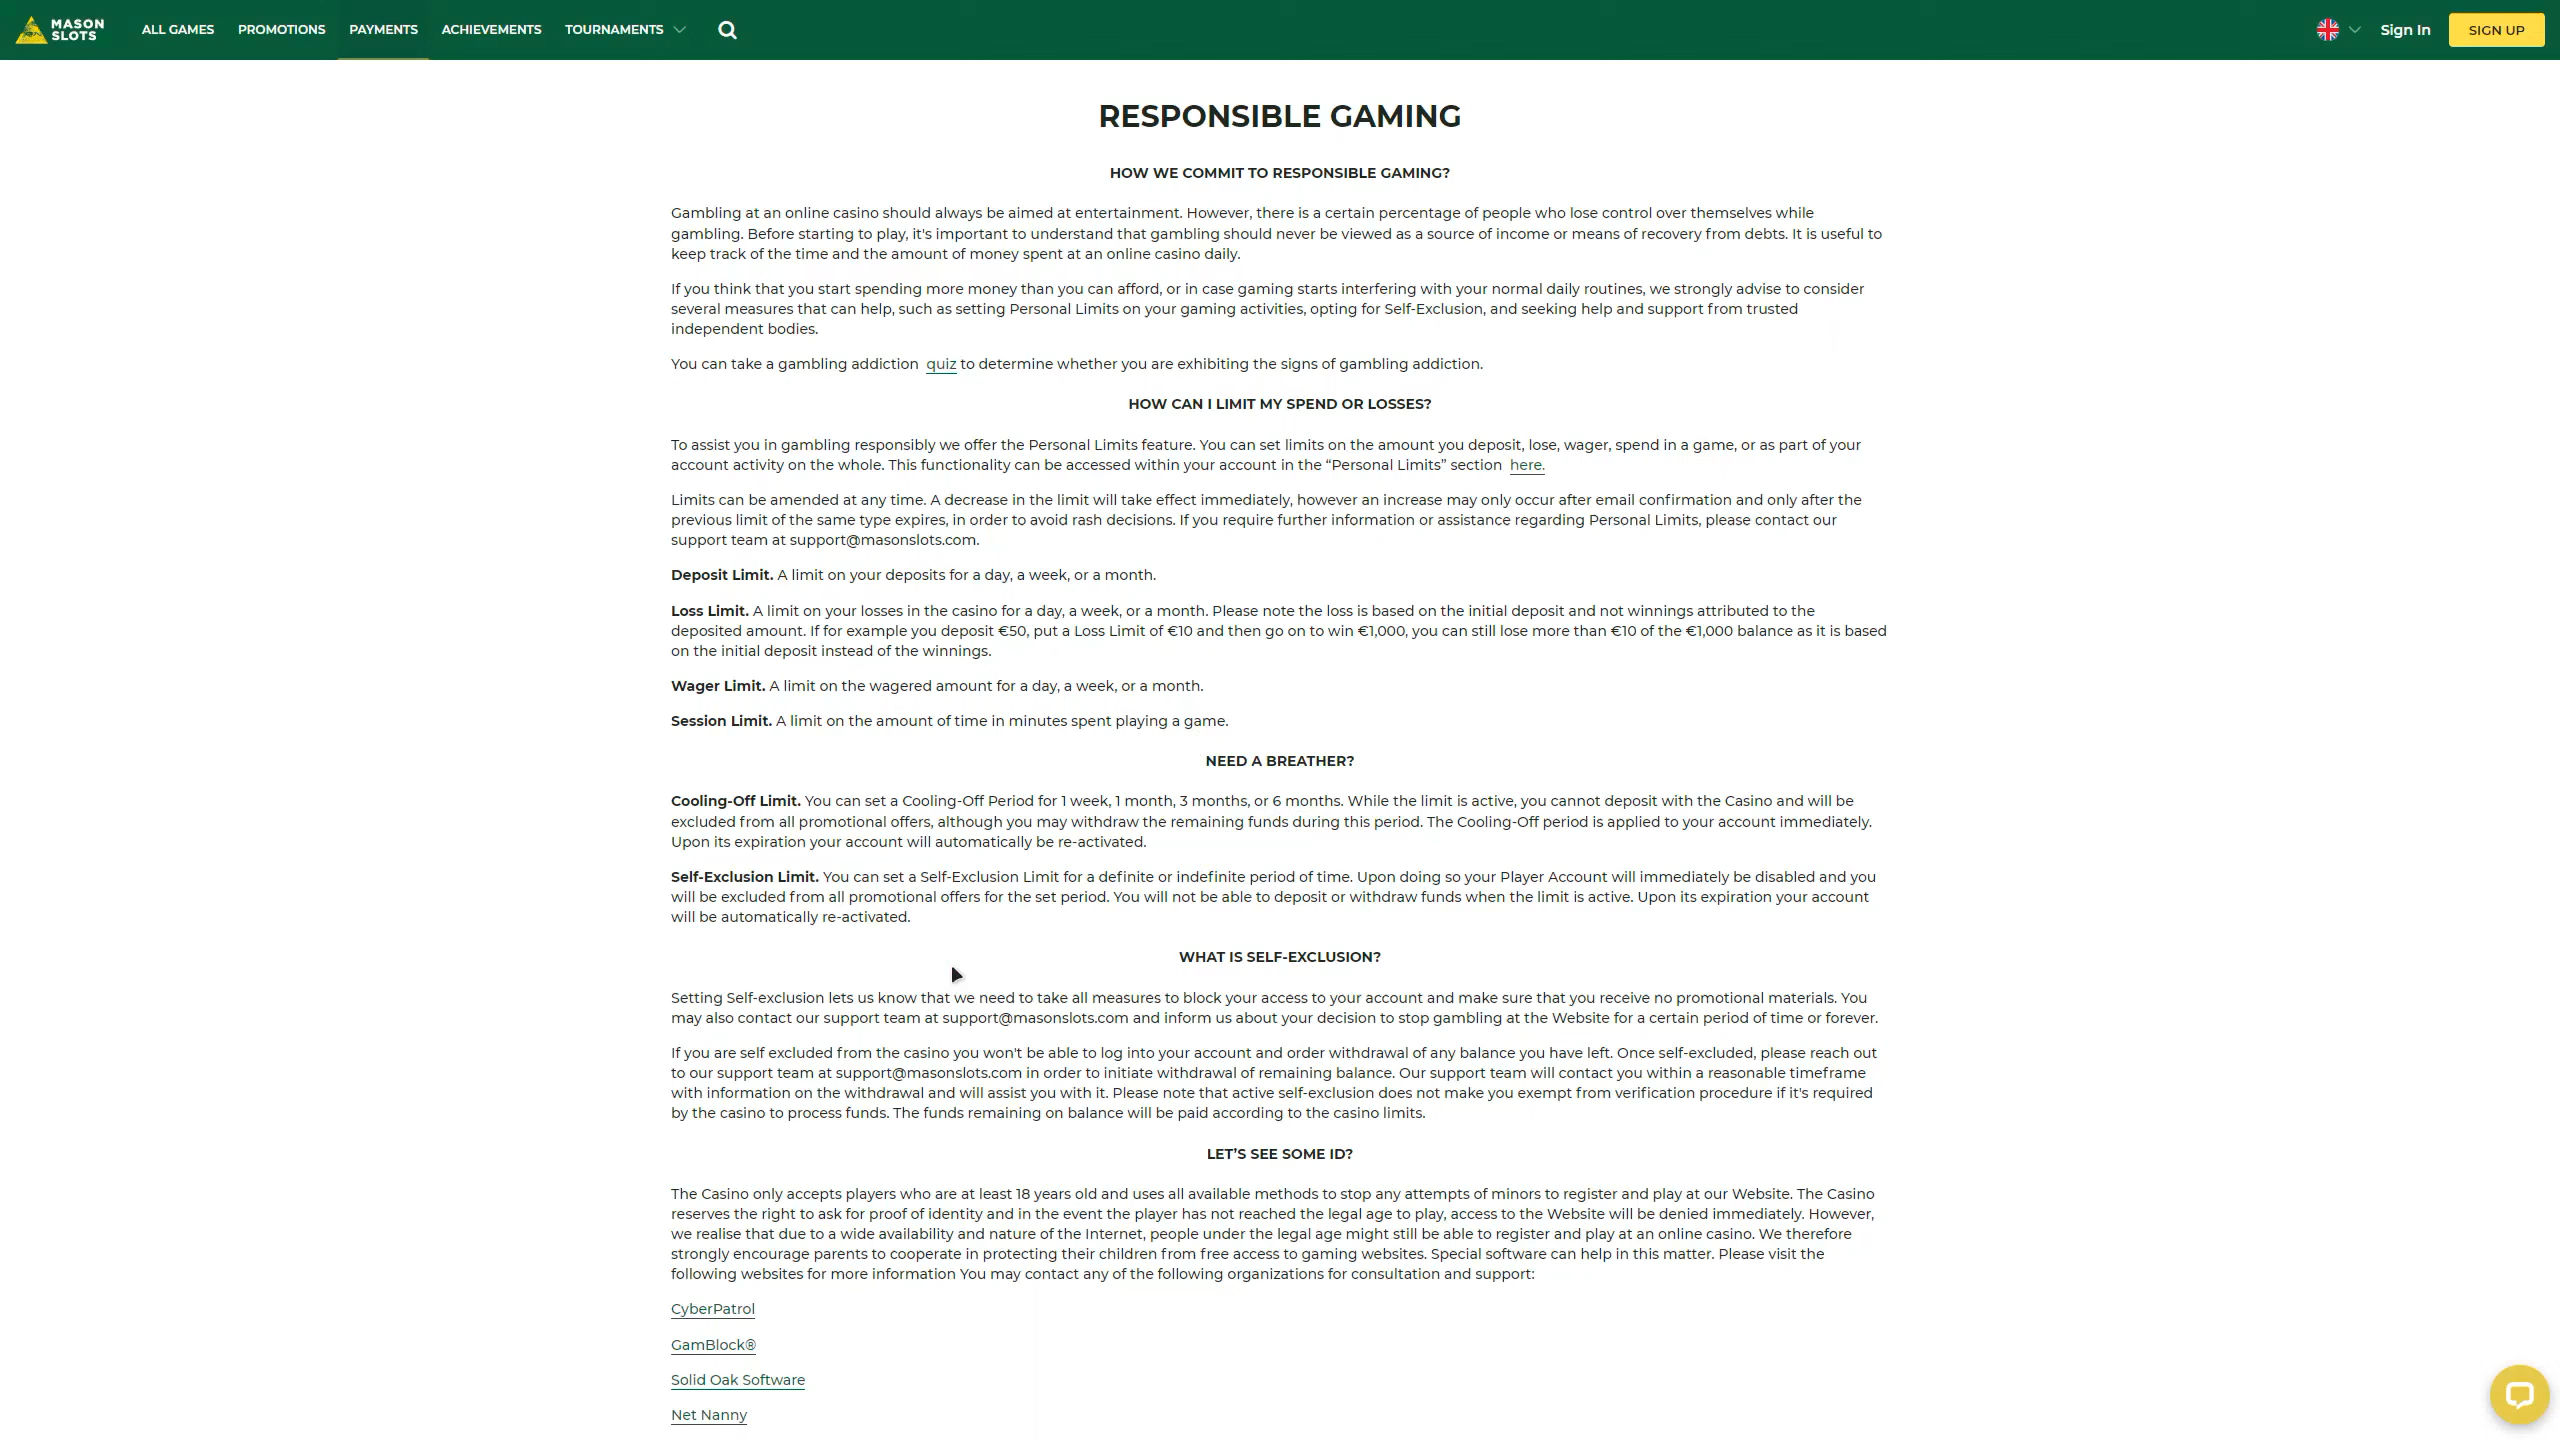 MASON
SLOTS
ALL GAMES PROMOTIONS PAYMENTS ACHIEVEMENTS TOURNAMENTS Sign In SIGN UP
RESPONSIBLE GAMING
HOW WE COMMIT TO RESPONSIBLE GAMING?
Gambling at an online casino should always be aimed at entertainment. However, there is a certain percentage of people who lose control over themselves while
gambling. Before starting to play, it's important to understand that gambling should never be viewed as a source of income or means of recovery from debts. It is useful to
keep track of the time and the amount of money spent at an online casino daily.
If you think that you start spending more money than you can afford, or in case gaming starts interfering with your normal daily routines, we strongly advise to consider
several measures that can help, such as setting Personal Limits on your gaming activities, opting for Self-Exclusion, and seeking help and support from trusted
independent bodies.
You can take a gambling addiction quiz to determine whether you are exhibiting the signs of gambling addiction.
HOW CAN I LIMIT MY SPEND OR LOSSES?
To assist you in gambling responsibly we offer the Personal Limits feature. You can set limits on the amount you deposit, lose, wager, spend in a game, or as part of your
account activity on the whole. This functionality can be accessed within your account in the “Personal Limits” section here.
Limits can be amended at any time. A decrease in the limit will take effect immediately, however an increase may only occur after email confirmation and only after the
previous limit of the same type expires, in order to avoid rash decisions. If you require further information or assistance regarding Personal Limits, please contact our
support team at support@masonslots.com.
Deposit Limit. A limit on your deposits for a day, a week, or a month.
Loss Limit. A limit on your losses in the casino for a day, a week, or a month. Please note the loss is based on the initial deposit and not winnings attributed to the
deposited amount. If for example you deposit €50, put a Loss Limit of €10 and then go on to win €1,000, you can still lose more than €10 of the €1,000 balance as it is based
on the initial deposit instead of the winnings.
Wager Limit. A limit on the wagered amount for a day, a week, or a month.
Session Limit. A limit on the amount of time in minutes spent playing a game.
NEED A BREATHER?
Cooling-Off Limit. You can set a Cooling-Off Period for 1 week, 1 month, 3 months, or 6 months. While the limit is active, you cannot deposit with the Casino and will be
excluded from all promotional offers, although you may withdraw the remaining funds during this period. The Cooling-Off period is applied to your account immediately.
Upon its expiration your account will automatically be re-activated.
Self-Exclusion Limit. You can set a Self-Exclusion Limit for a definite or indefinite period of time. Upon doing so your Player Account will immediately be disabled and you
will be excluded from all promotional offers for the set period. You will not be able to deposit or withdraw funds when the limit is active. Upon its expiration your account
will be automatically re-activated.
WHAT IS SELF-EXCLUSION?
Setting Self-exclusion lets us know that we need to take all measures to block your access to your account and make sure that you receive no promotional materials. You
may also contact our support team at support@masonslots.com and inform us about your decision to stop gambling at the Website for a certain period of time or forever.
If you are self excluded from the casino you won't be able to log into your account and order withdrawal of any balance you have left. Once self-excluded, please reach out
to our support team at support@masonslots.com in order to initiate withdrawal of remaining balance. Our support team will contact you within a reasonable timeframe
with information on the withdrawal and will assist you with it. Please note that active self-exclusion does not make you exempt from verification procedure if it's required
by the casino to process funds. The funds remaining on balance will be paid according to the casino limits.
LET’S SEE SOME ID?
The Casino only accepts players who are at least 18 years old and uses all available methods to stop any attempts of minors to register and play at our Website. The Casino
reserves the right to ask for proof of identity and in the event the player has not reached the legal age to play, access to the Website will be denied immediately. However,
we realise that due to a wide availability and nature of the Internet, people under the legal age might still be able to register and play at an online casino. We therefore
strongly encourage parents to cooperate in protecting their children from free access to gaming websites. Special software can help in this matter. Please visit the
following websites for more information You may contact any of the following organizations for consultation and support:
CyberPatrol
GamBlock®
Solid Oak Software
Net Nanny